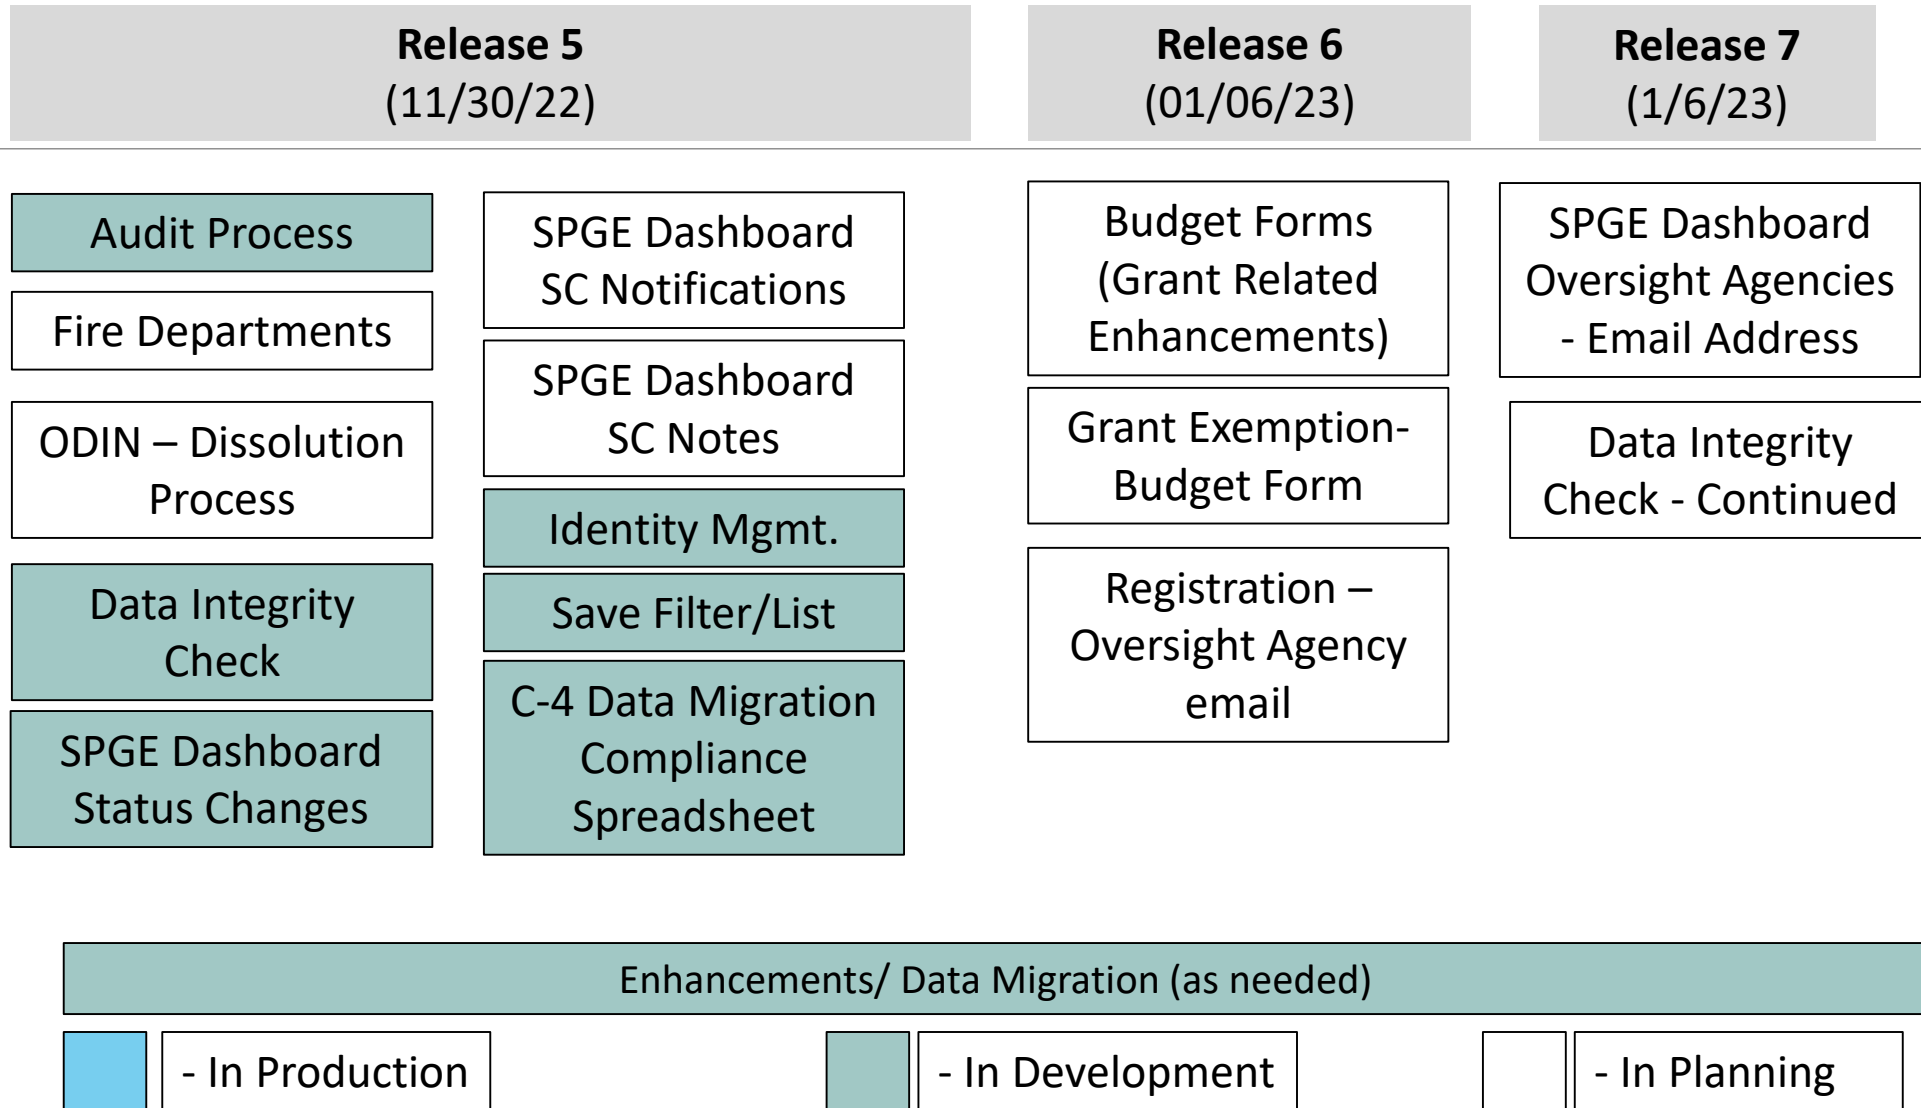 Release 5
(11/30/22)
Release 6
(01/06/23)
Release 7
(1/6/23)
Audit Process
Fire Departments
ODIN – Dissolution
Process
Data Integrity
Check
SPGE Dashboard
Status Changes
SPGE Dashboard
SC Notifications
SPGE Dashboard
SC Notes
Identity Mgmt.
Save Filter/List
C-4 Data Migration
Compliance
Spreadsheet
Budget Forms
(Grant Related
Enhancements)
Grant Exemption-
Budget Form
Registration –
Oversight Agency
email
SPGE Dashboard
Oversight Agencies
- Email Address
Data Integrity
Check - Continued
Enhancements/ Data Migration (as needed)
- In Production
- In Development
- In Planning